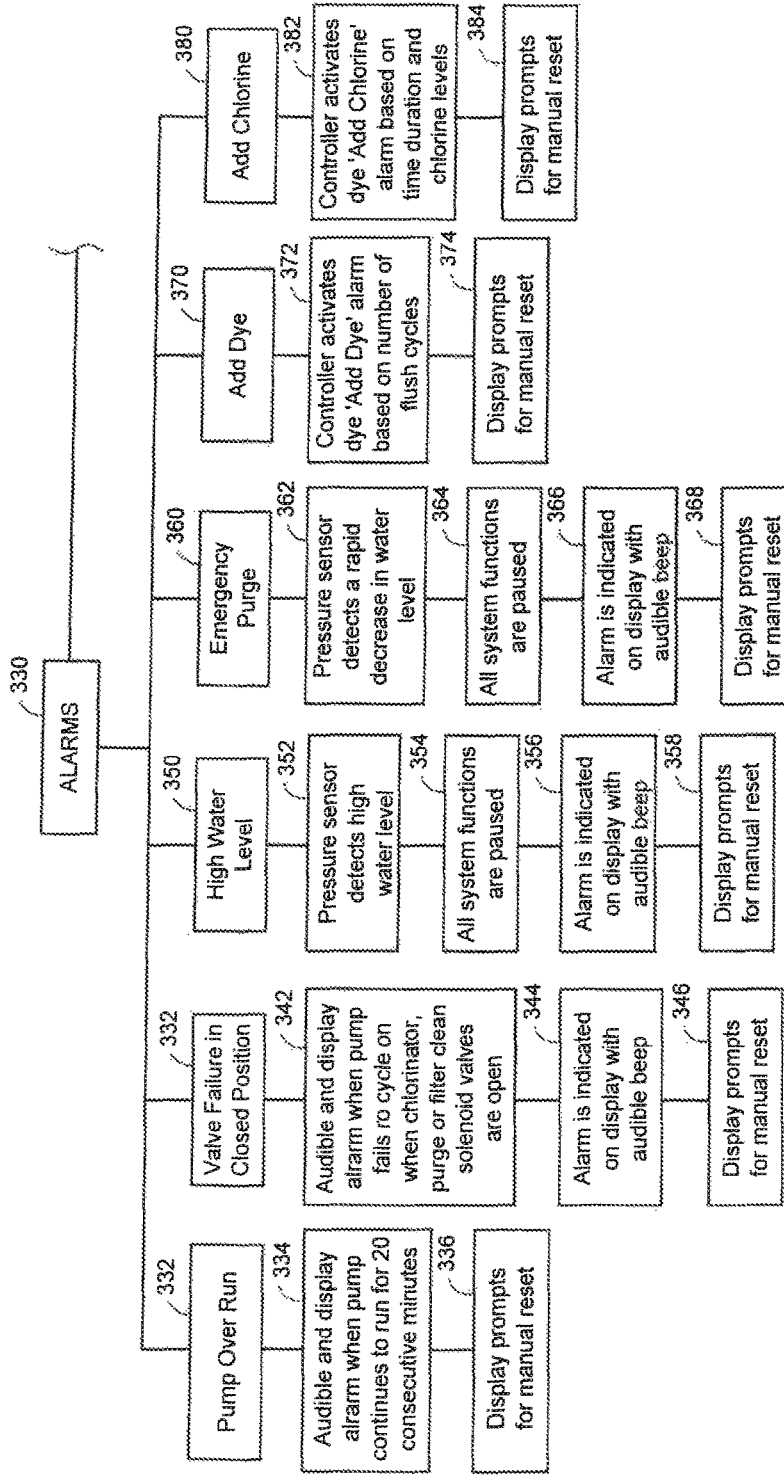 330
ALARMS
332
Pump Over Run
334
Audible and display
alrarm when pump
continues to run for 20
consecutive minutes
336
Display prompts
for manual reset
332
Valve Failure in
Closed Position
342
Audible and display
alrarm when pump
fails ro cycle on
when chlorinator,
purge or filter clean
solenoid valves
are open
344
Alarm is indicated
on display with
audible beep
346
Display prompts
for manual reset
350
High Water
Level
352
Pressure sensor
detects high
water level
354
All system functions
are paused
356
Alarm is indicated
on display with
audible beep
358
Display prompts
for manual reset
360
Emergency
Purge
362
Pressure sensor
detects a rapid
decrease in water
level
364
All system functions
are paused
366
Alarm is indicated
on display with
audible beep
368
Display prompts
for manual reset
370
Add Dye
372
Controller activates
dye 'Add Dye' alarm
based on number of
flush cycles
374
Display prompts
for manual reset
380
Add Chlorine
382
Controller activates
dye 'Add Chlorine'
alarm based on
time duration and
chlorine levels
384
Display prompts
for manual reset